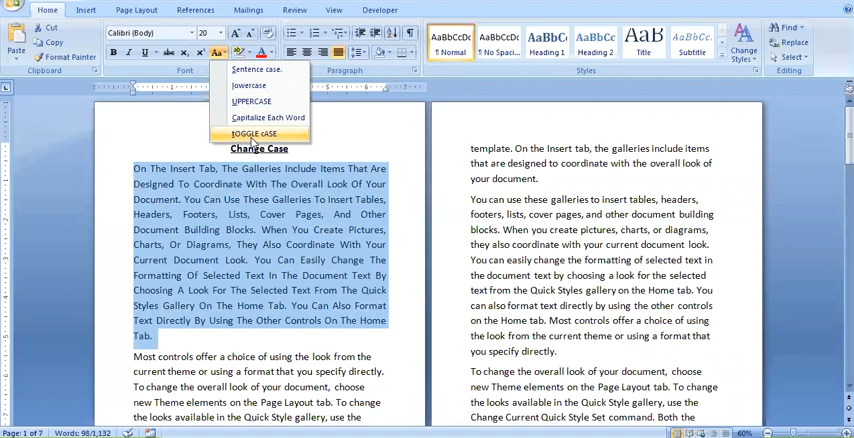 Home Insert Page Layout References Mailings Review View Developer
Cut
Copy
Format Painter
Paste
Clipboard
Calibri (Body) 20
B I U abc X₂ X² Aa
Font
Paragraph
AaBbCcDc AaBbCcDc AaBbCc AaBbCc AaB AaBbCcI
¶ Normal ¶ No Spaci... Heading 1 Heading 2 Title Subtitle
Change Styles
Styles
Find
Replace
Select
Editing
Sentence case.
lowercase
UPPERCASE
Capitalize Each Word
tOGGLE cASE
Change Case
On The Insert Tab, The Galleries Include Items That Are
Designed To Coordinate With The Overall Look Of Your
Document. You Can Use These Galleries To Insert Tables,
Headers, Footers, Lists, Cover Pages, And Other
Document Building Blocks. When You Create Pictures,
Charts, Or Diagrams, They Also Coordinate With Your
Current Document Look. You Can Easily Change The
Formatting Of Selected Text In The Document Text By
Choosing A Look For The Selected Text From The Quick
Styles Gallery On The Home Tab. You Can Also Format
Text Directly By Using The Other Controls On The Home
Tab.
Most controls offer a choice of using the look from the
current theme or using a format that you specify directly.
To change the overall look of your document, choose
new Theme elements on the Page Layout tab. To change
the looks available in the Quick Style gallery, use the
template. On the Insert tab, the galleries include items
that are designed to coordinate with the overall look of
your document.
You can use these galleries to insert tables, headers,
footers, lists, cover pages, and other document building
blocks. When you create pictures, charts, or diagrams,
they also coordinate with your current document look.
You can easily change the formatting of selected text in
the document text by choosing a look for the selected
text from the Quick Styles gallery on the Home tab. You
can also format text directly by using the other controls
on the Home tab. Most controls offer a choice of using
the look from the current theme or using a format that
you specify directly.
To change the overall look of your document, choose
new Theme elements on the Page Layout tab. To change
the looks available in the Quick Style gallery, use the
Change Current Quick Style Set command. Both the
Page: 1 of 7 Words: 98/1,132
60%